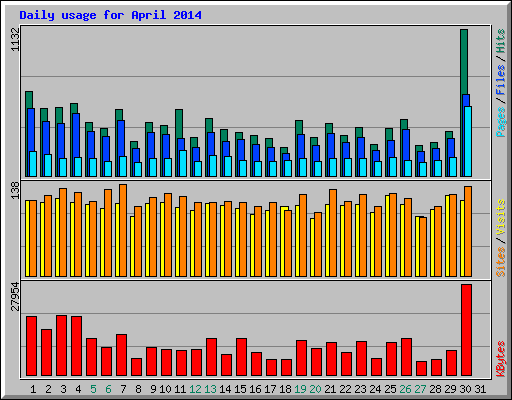 Daily usage for April 2014
1132
Pages / Files / Hits
138
Sites / Visits
27954
KBytes
1 2 3 4 5 6 7 8 9 10 11 12 13 14 15 16 17 18 19 20 21 22 23 24 25 26 27 28 29 30 31